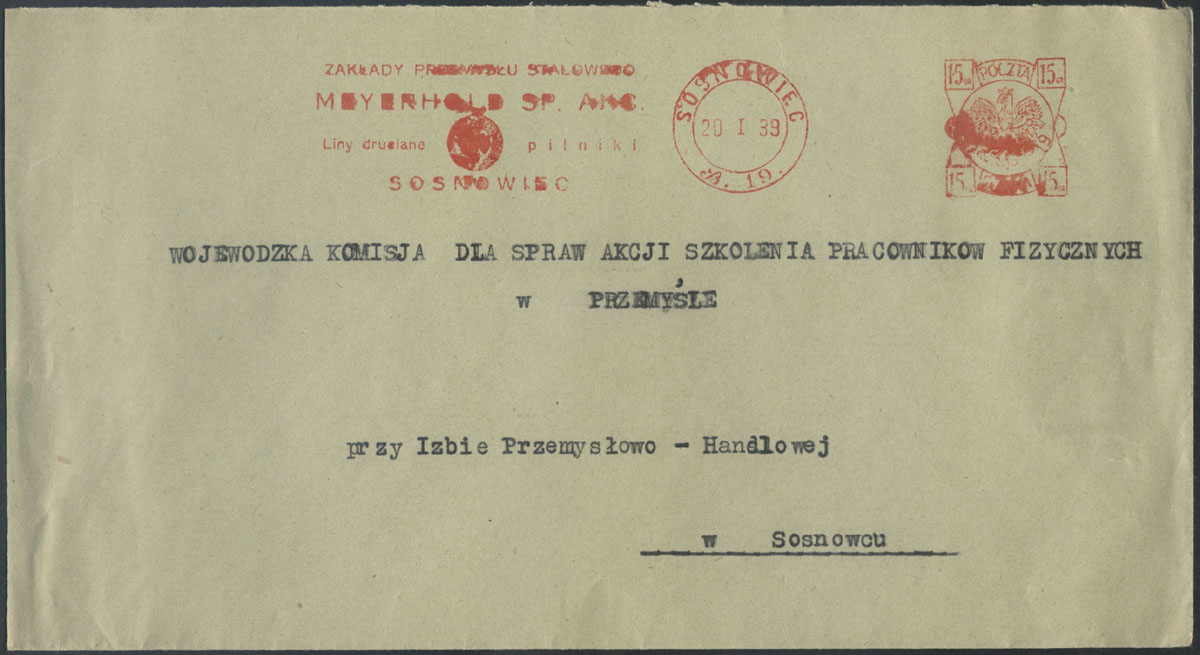 ZAKŁADY PRZEMYSŁU STALOWEGO
MEYERHOLD SP. AKC.
Liny druciane pilniki
SOSNOWIEC
SOSNOWIEC
20 I 39
19.
15 POCZTA 15
15 15
WOJEWODZKA KOMISJA DLA SPRAW AKCJI SZKOLENIA PRACOWNIKOW FIZYCZNYCH
w PRZEMYŚLE
przy Izbie Przemysłowo - Handlowej
w Sosnowcu